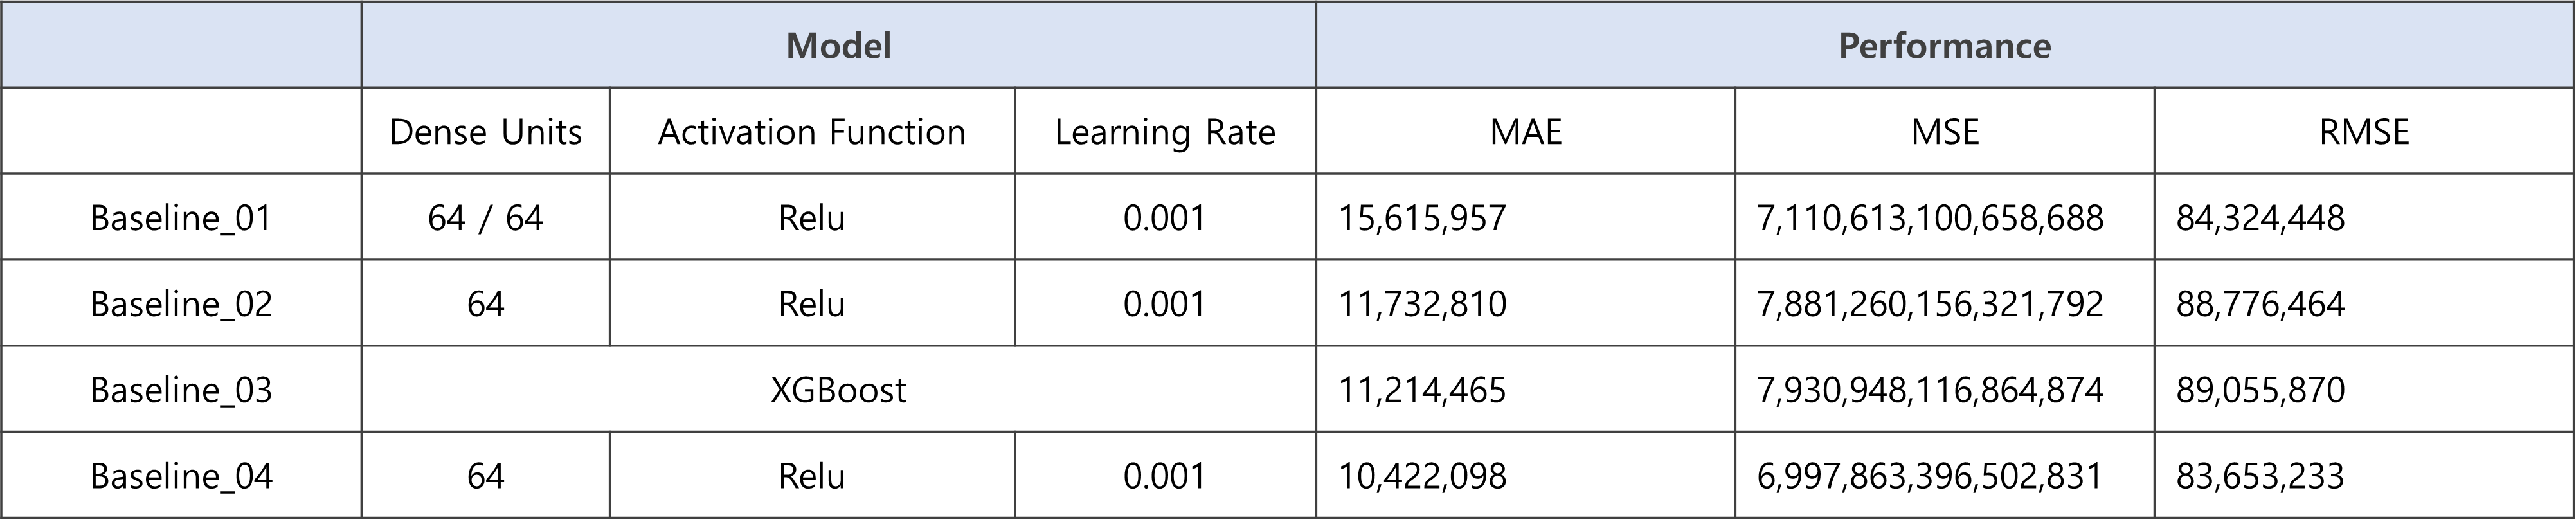 Model Performance
Dense Units Activation Function Learning Rate MAE MSE RMSE
Baseline_01 64 / 64 Relu 0.001 15,615,957 7,110,613,100,658,688 84,324,448
Baseline_02 64 Relu 0.001 11,732,810 7,881,260,156,321,792 88,776,464
Baseline_03 XGBoost 11,214,465 7,930,948,116,864,874 89,055,870
Baseline_04 64 Relu 0.001 10,422,098 6,997,863,396,502,831 83,653,233